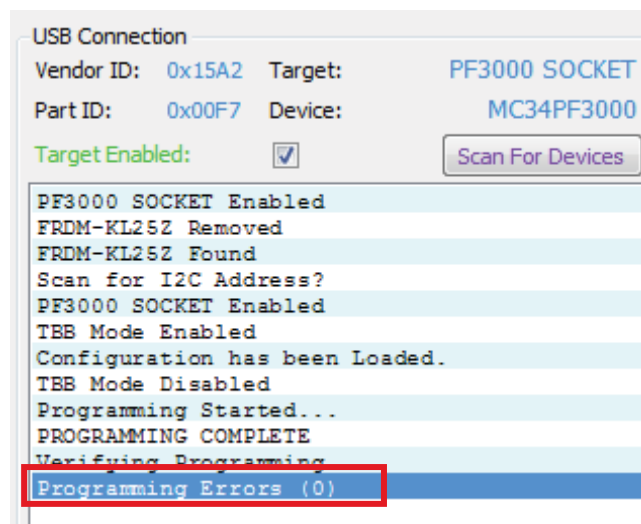 USB Connection
Vendor ID: 0x15A2 Target: PF3000 SOCKET
Part ID: 0x00F7 Device: MC34PF3000
Target Enabled: Scan For Devices
PF3000 SOCKET Enabled
FRDM-KL25Z Removed
FRDM-KL25Z Found
Scan for I2C Address?
PF3000 SOCKET Enabled
TBB Mode Enabled
Configuration has been Loaded.
TBB Mode Disabled
Programming Started...
PROGRAMMING COMPLETE
Verifying Programming
Programming Errors (0)